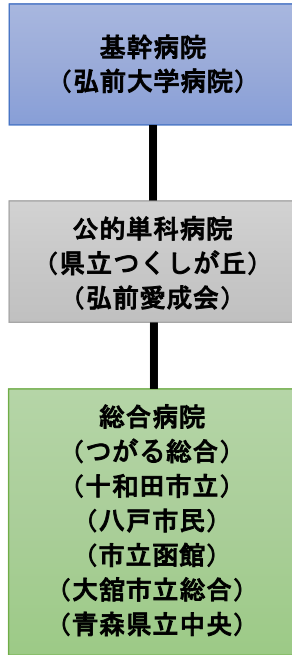 基幹病院
（弘前大学病院）
公的単科病院
（県立つくしが丘）
（弘前愛成会）
総合病院
（つがる総合）
（十和田市立）
（八戸市民）
（市立函館）
（大舘市立総合）
（青森県立中央）